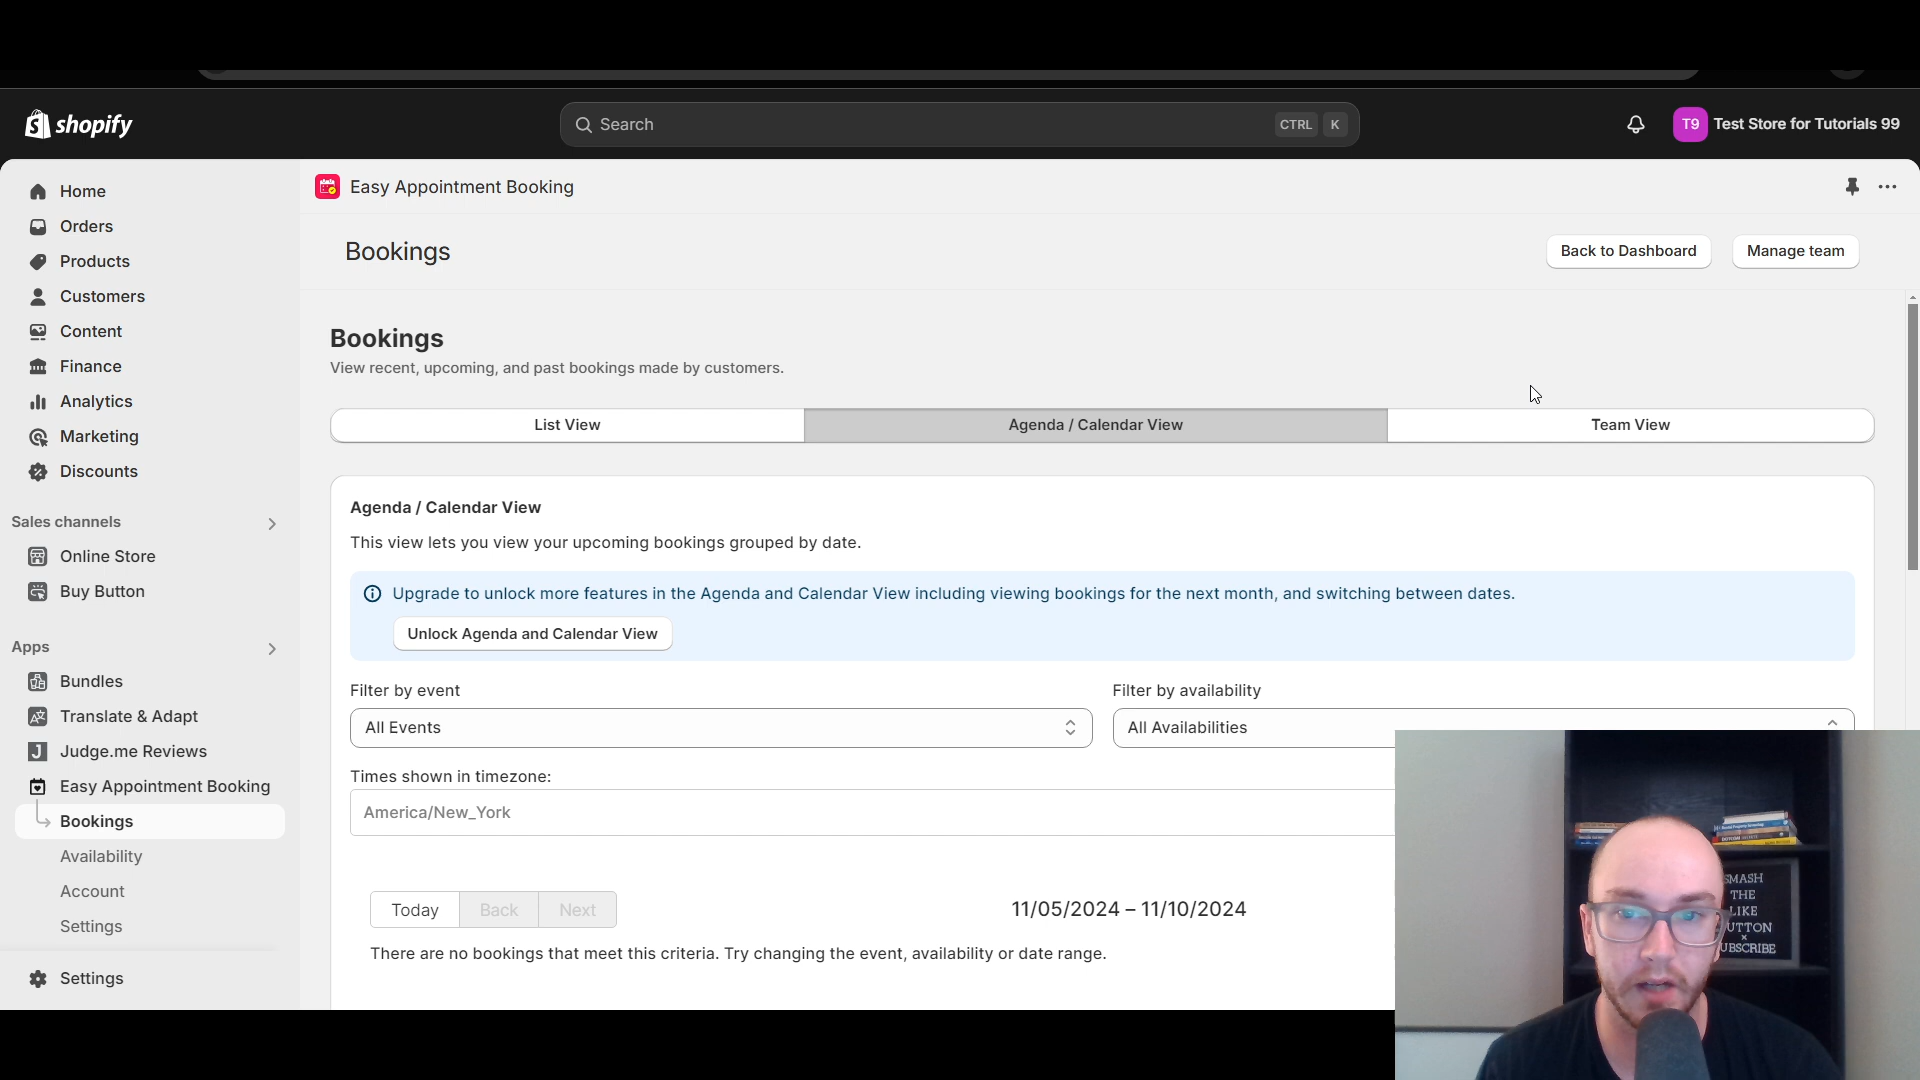 shopify
Search
CTRL K
T9
Test Store for Tutorials 99
Home
Orders
Products
Customers
Content
Finance
Analytics
Marketing
Discounts
Sales channels
Online Store
Buy Button
Apps
Bundles
Translate & Adapt
Judge.me Reviews
Easy Appointment Booking
Bookings
Availability
Account
Settings
Settings
Easy Appointment Booking
Bookings
Back to Dashboard
Manage team
Bookings
View recent, upcoming, and past bookings made by customers.
List View
Agenda / Calendar View
Team View
Agenda / Calendar View
This view lets you view your upcoming bookings grouped by date.
Upgrade to unlock more features in the Agenda and Calendar View including viewing bookings for the next month, and switching between dates.
Unlock Agenda and Calendar View
Filter by event
All Events
Filter by availability
All Availabilities
Times shown in timezone:
America/New_York
Today
Back
Next
11/05/2024 – 11/10/2024
There are no bookings that meet this criteria. Try changing the event, availability or date range.
SMASH
THE
LIKE
UTTON
×
UBSCRIBE